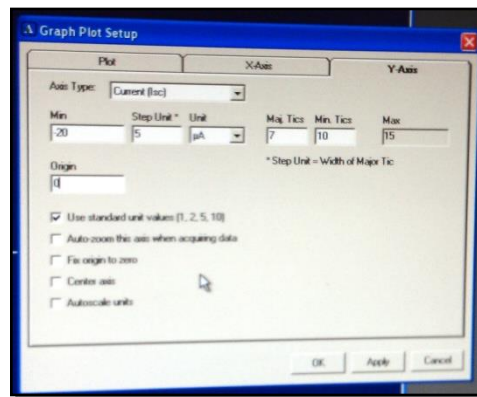 Graph Plot Setup
Plot X-Axis Y-Axis
Axis Type: Current (Isc)
Min Step Unit * Unit Maj. Tics Min. Tics Max
-20 5 µA 7 10 15
Origin * Step Unit = Width of Major Tic
0
Use standard unit values (1, 2, 5, 10)
Auto-zoom this axis when acquiring data
Fix origin to zero
Center axis
Autoscale units
OK Apply Cancel